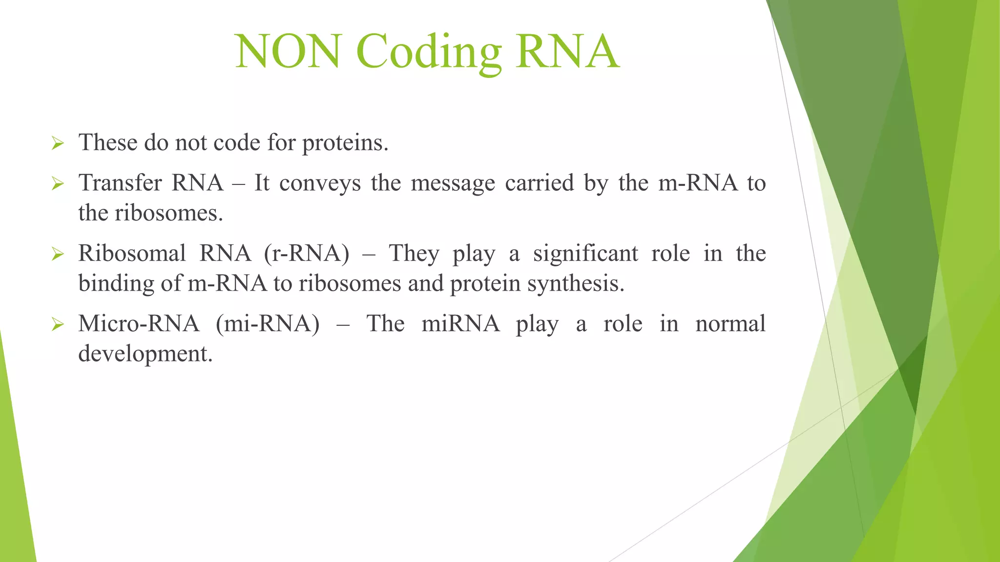 NON Coding RNA
➢ These do not code for proteins.
➢ Transfer RNA – It conveys the message carried by the m-RNA to
the ribosomes.
➢ Ribosomal RNA (r-RNA) – They play a significant role in the
binding of m-RNA to ribosomes and protein synthesis.
➢ Micro-RNA (mi-RNA) – The miRNA play a role in normal
development.